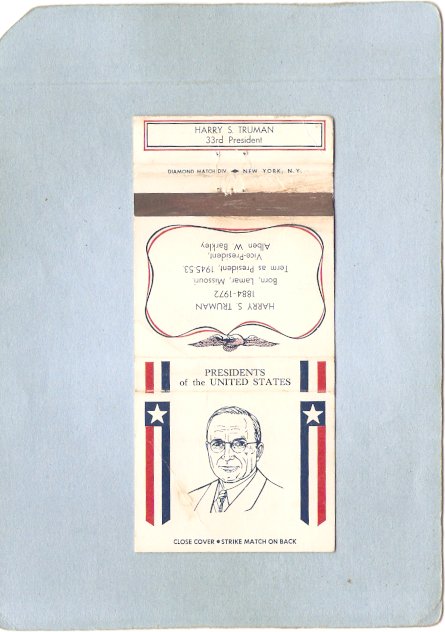 HARRY S. TRUMAN
33rd President
DIAMOND MATCH DIV. NEW YORK, N.Y.
HARRY S. TRUMAN
1884-1972
Born, Lamar, Missouri
Term as President, 1945-53
Vice-President,
Alben W. Barkley
PRESIDENTS
of the UNITED STATES
CLOSE COVER • STRIKE MATCH ON BACK